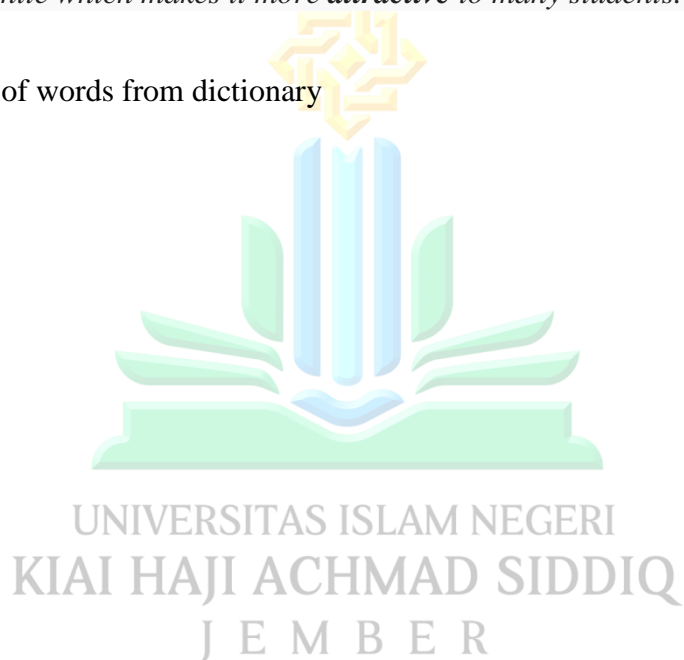 which makes it more attractive to many students.
of words from dictionary
UNIVERSITAS ISLAM NEGERI
KIAI HAJI ACHMAD SIDDIQ
JEMBER